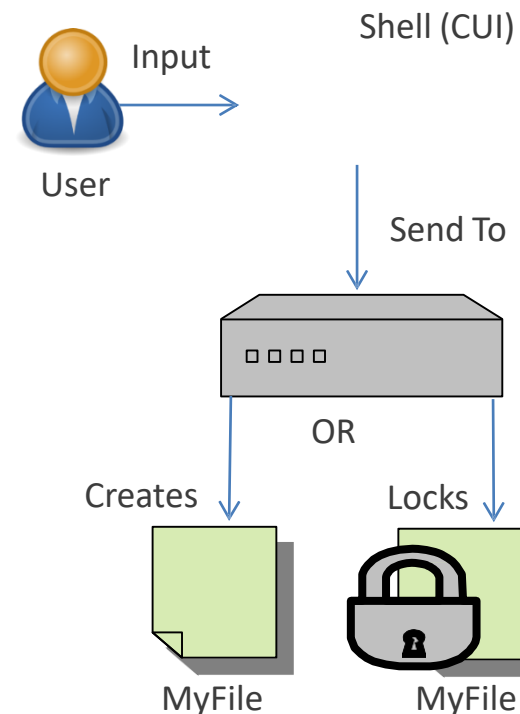 Shell (CUI)
Input
User
Send To
OR
Creates
Locks
MyFile
MyFile